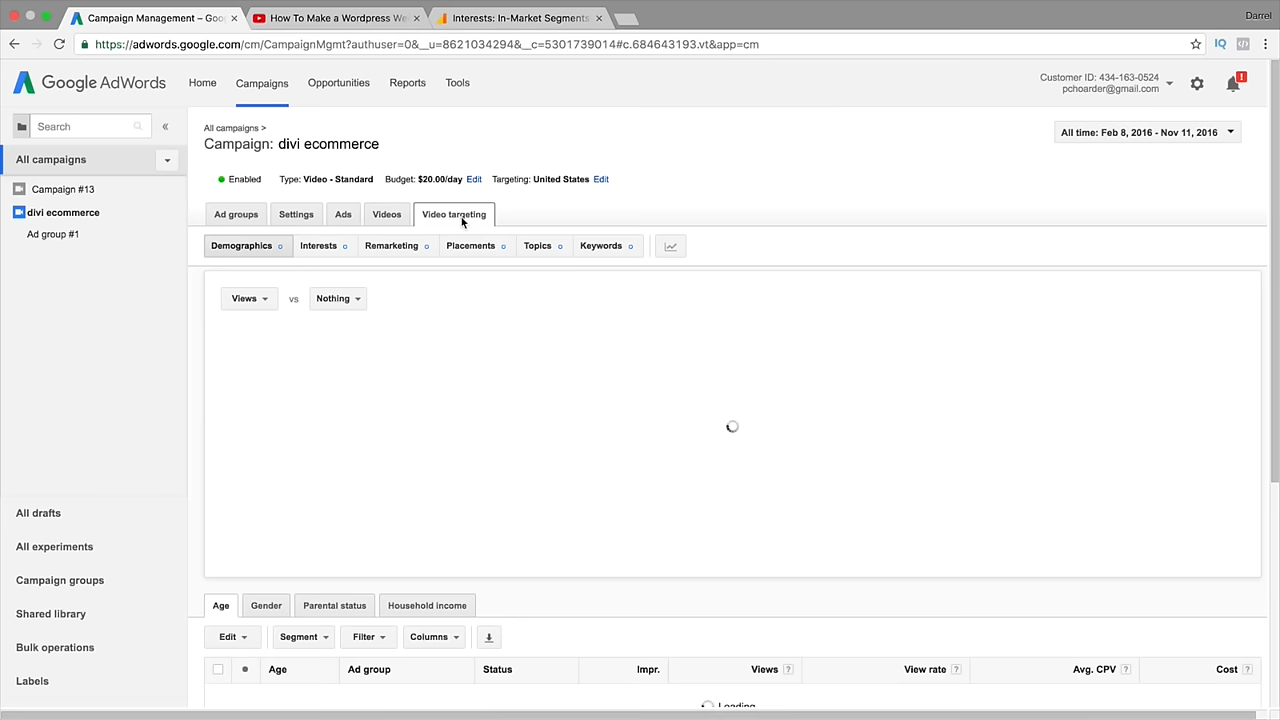 Campaign Management – Goo
How To Make a Wordpress We
Interests: In-Market Segments
Darrel
https://adwords.google.com/cm/CampaignMgmt?authuser=0&__u=8621034294&__c=5301739014#c.684643193.vt&app=cm
IQ
Google AdWords
Home
Campaigns
Opportunities
Reports
Tools
Customer ID: 434-163-0524
pchoarder@gmail.com
!
Search
«
All campaigns
Campaign #13
divi ecommerce
Ad group #1
All drafts
All experiments
Campaign groups
Shared library
Bulk operations
Labels
All campaigns >
Campaign: divi ecommerce
All time: Feb 8, 2016 - Nov 11, 2016
Enabled Type: Video - Standard Budget: $20.00/day Edit Targeting: United States Edit
Ad groups Settings Ads Videos Video targeting
Demographics Interests Remarketing Placements Topics Keywords
Views vs Nothing
Age Gender Parental status Household income
Edit Segment Filter Columns
Age Ad group Status Impr. Views ? View rate ? Avg. CPV ? Cost ?
Loading